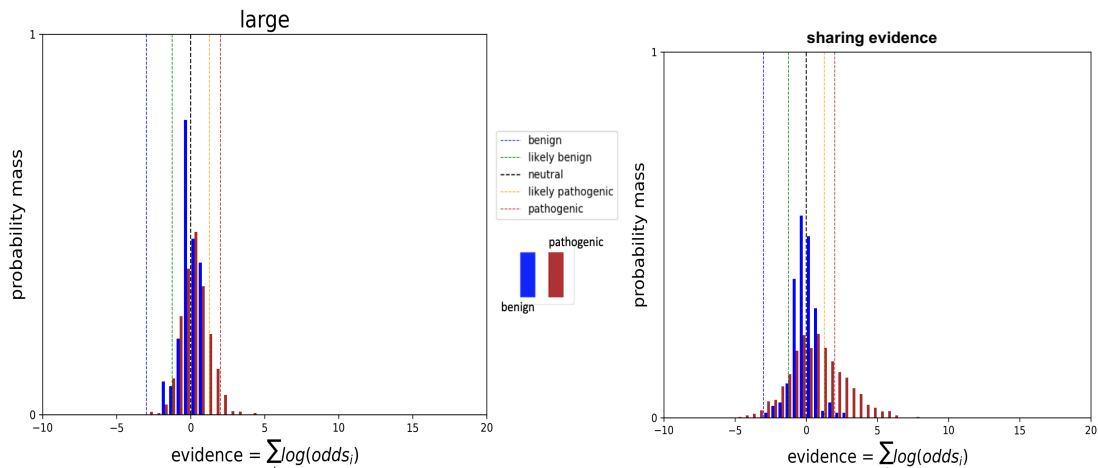 large
1
probability mass
0
−10
−5
0
5
10
15
20
evidence = ∑log(odds_i)
benign
likely benign
neutral
likely pathogenic
pathogenic
pathogenic
benign
sharing evidence
1
probability mass
0
−10
−5
0
5
10
15
20
evidence = ∑log(odds_i)